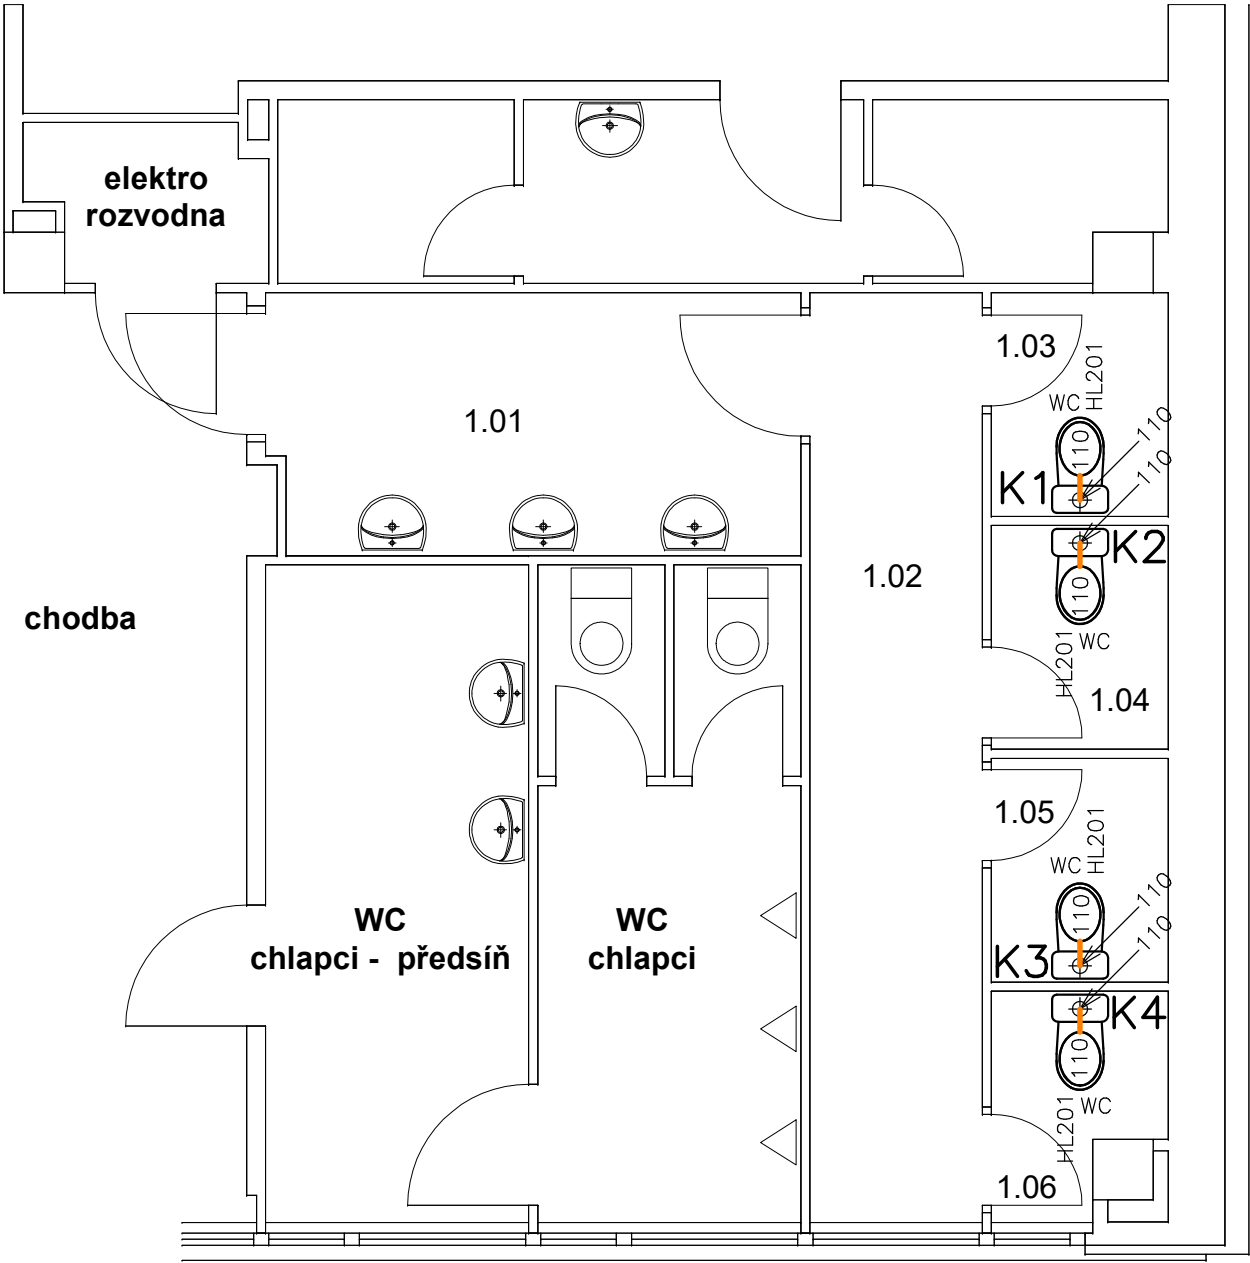 elektro
rozvodna
1.03
HL201
WC
1.01
110
110
110
K1
K2
1.02
110
chodba
HL201
WC
1.04
1.05
HL201
WC
110
110
110
WC
chlapci - předsíň
WC
chlapci
K3
K4
110
HL201
WC
1.06